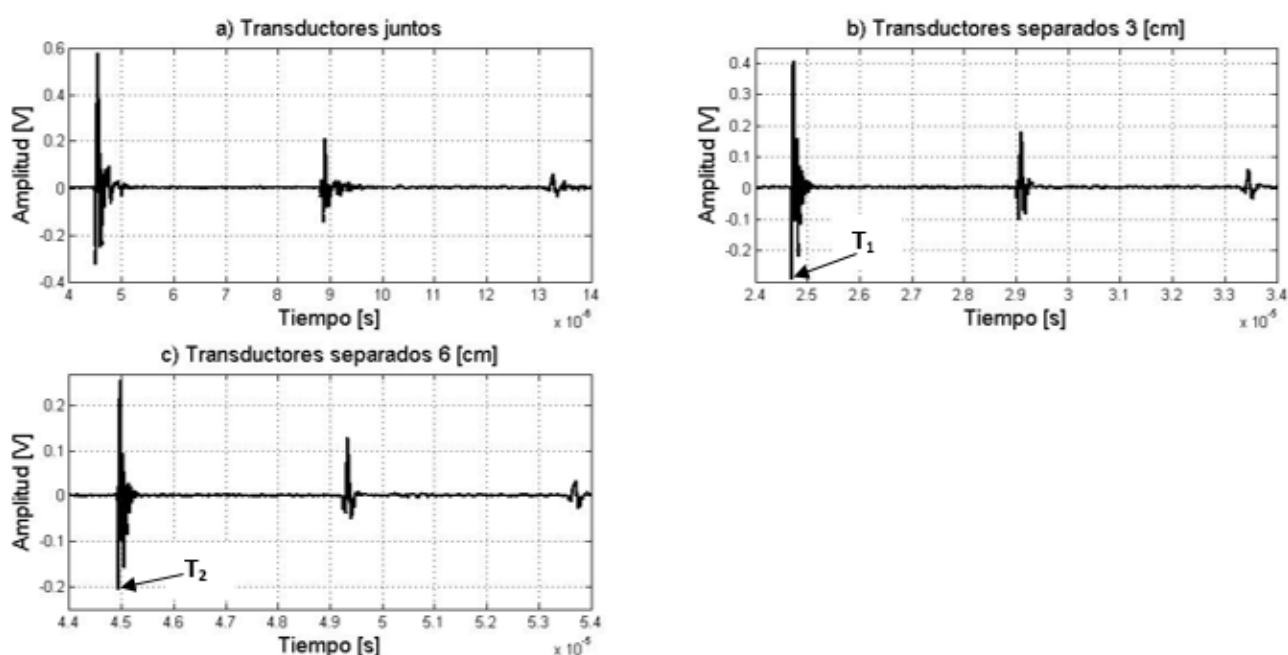 a) Transductores juntos
Amplitud [V]
0.6
0.4
0.2
0
-0.2
-0.4
4 5 6 7 8 9 10 11 12 13 14
Tiempo [s]
x 10⁻⁶
b) Transductores separados 3 [cm]
Amplitud [V]
0.4
0.3
0.2
0.1
0
-0.1
-0.2
T₁
2.4 2.5 2.6 2.7 2.8 2.9 3 3.1 3.2 3.3 3.4
Tiempo [s]
x 10⁻⁵
c) Transductores separados 6 [cm]
Amplitud [V]
0.2
0.1
0
-0.1
-0.2
T₂
4.4 4.5 4.6 4.7 4.8 4.9 5 5.1 5.2 5.3 5.4
Tiempo [s]
x 10⁻⁵